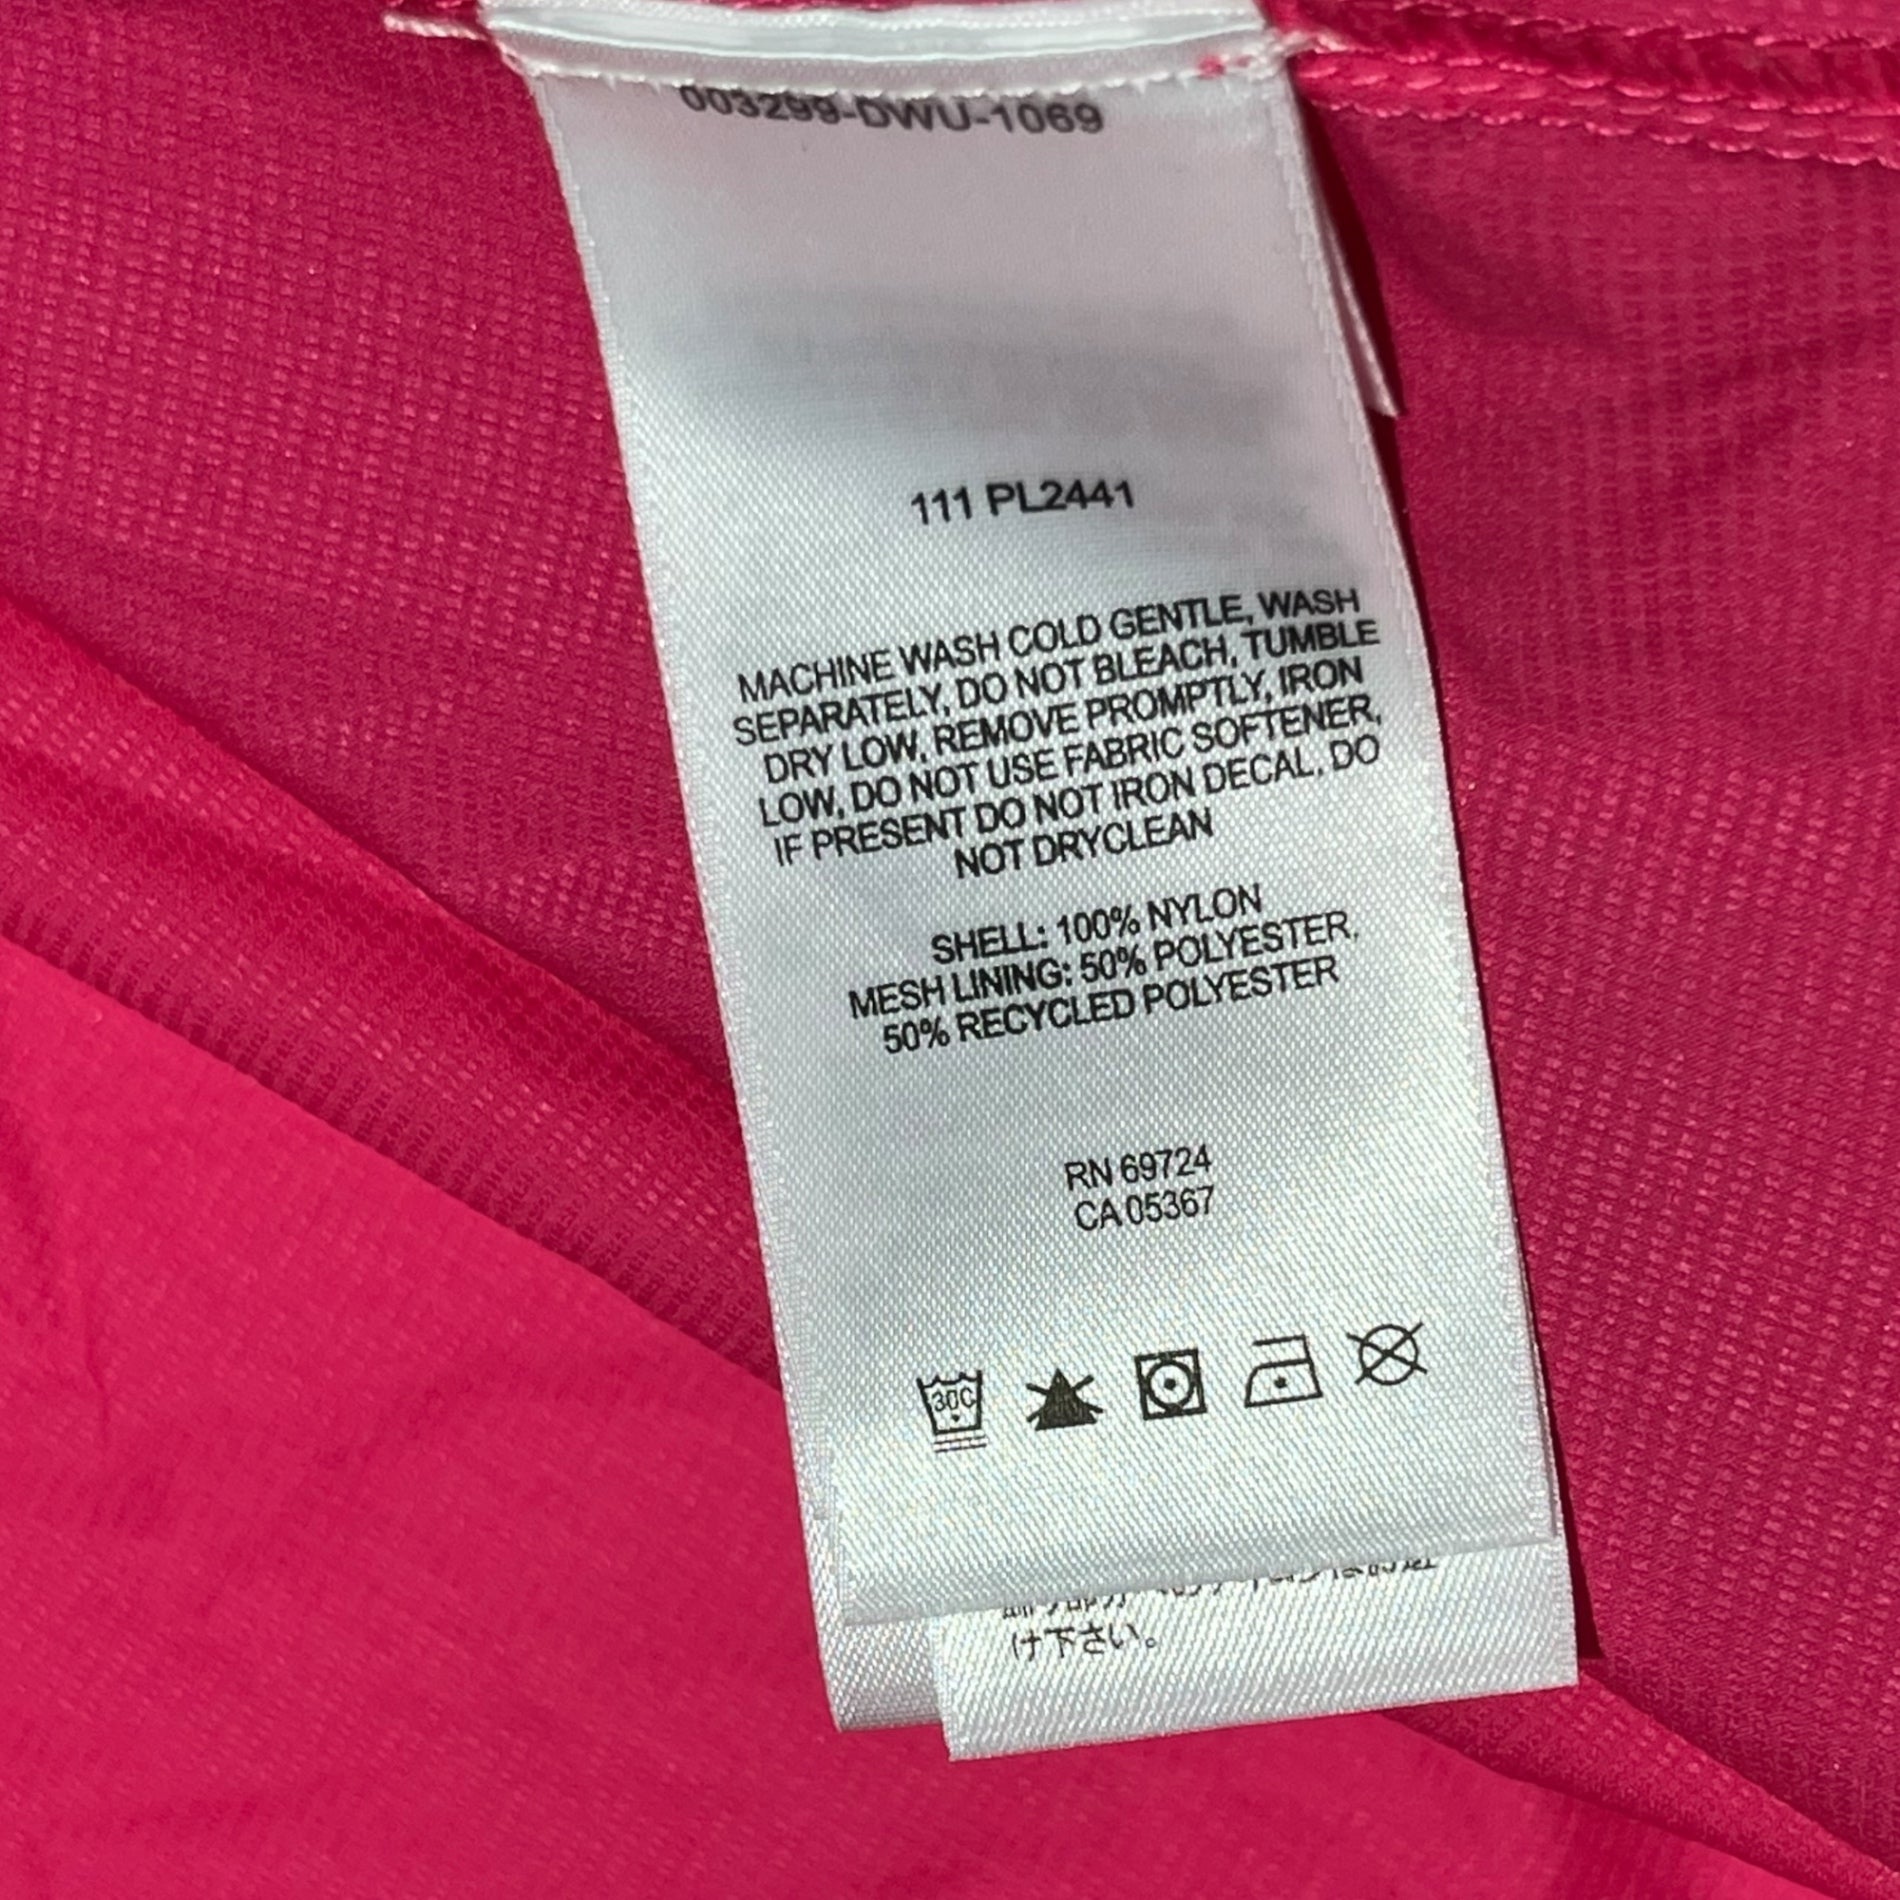 003299-DWU-1069
111 PL2441
MACHINE WASH COLD GENTLE, WASH
SEPARATELY, DO NOT BLEACH, TUMBLE
DRY LOW, REMOVE PROMPTLY, IRON
LOW, DO NOT USE FABRIC SOFTENER,
IF PRESENT DO NOT IRON DECAL, DO
NOT DRYCLEAN
SHELL: 100% NYLON
MESH LINING: 50% POLYESTER,
50% RECYCLED POLYESTER
RN 69724
CA 05367
30C
け下さい。